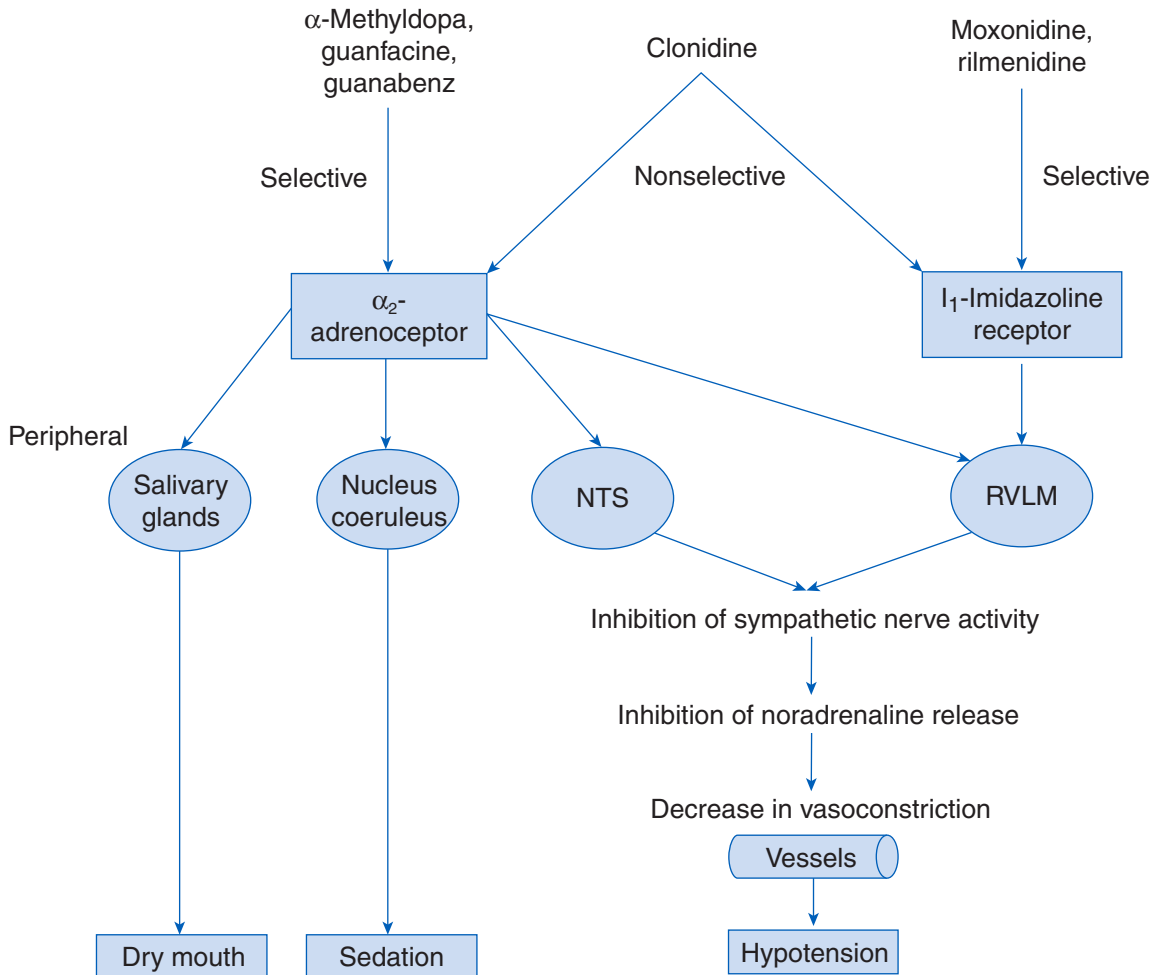 α-Methyldopa,
guanfacine,
guanabenz
Clonidine
Moxonidine,
rilmenidine
Selective
Nonselective
Selective
α₂-
adrenoceptor
I₁-Imidazoline
receptor
Peripheral
Salivary
glands
Nucleus
coeruleus
NTS
RVLM
Inhibition of sympathetic nerve activity
Inhibition of noradrenaline release
Decrease in vasoconstriction
Vessels
Dry mouth
Sedation
Hypotension